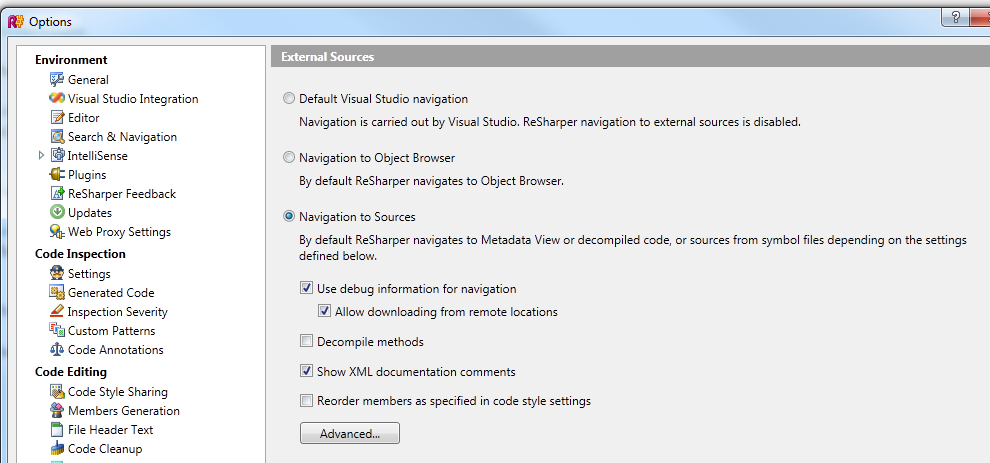 Options
Environment
General
Visual Studio Integration
Editor
Search & Navigation
IntelliSense
Plugins
ReSharper Feedback
Updates
Web Proxy Settings
Code Inspection
Settings
Generated Code
Inspection Severity
Custom Patterns
Code Annotations
Code Editing
Code Style Sharing
Members Generation
File Header Text
Code Cleanup
External Sources
Default Visual Studio navigation
Navigation is carried out by Visual Studio. ReSharper navigation to external sources is disabled.
Navigation to Object Browser
By default ReSharper navigates to Object Browser.
Navigation to Sources
By default ReSharper navigates to Metadata View or decompiled code, or sources from symbol files depending on the settings
defined below.
Use debug information for navigation
Allow downloading from remote locations
Decompile methods
Show XML documentation comments
Reorder members as specified in code style settings
Advanced...